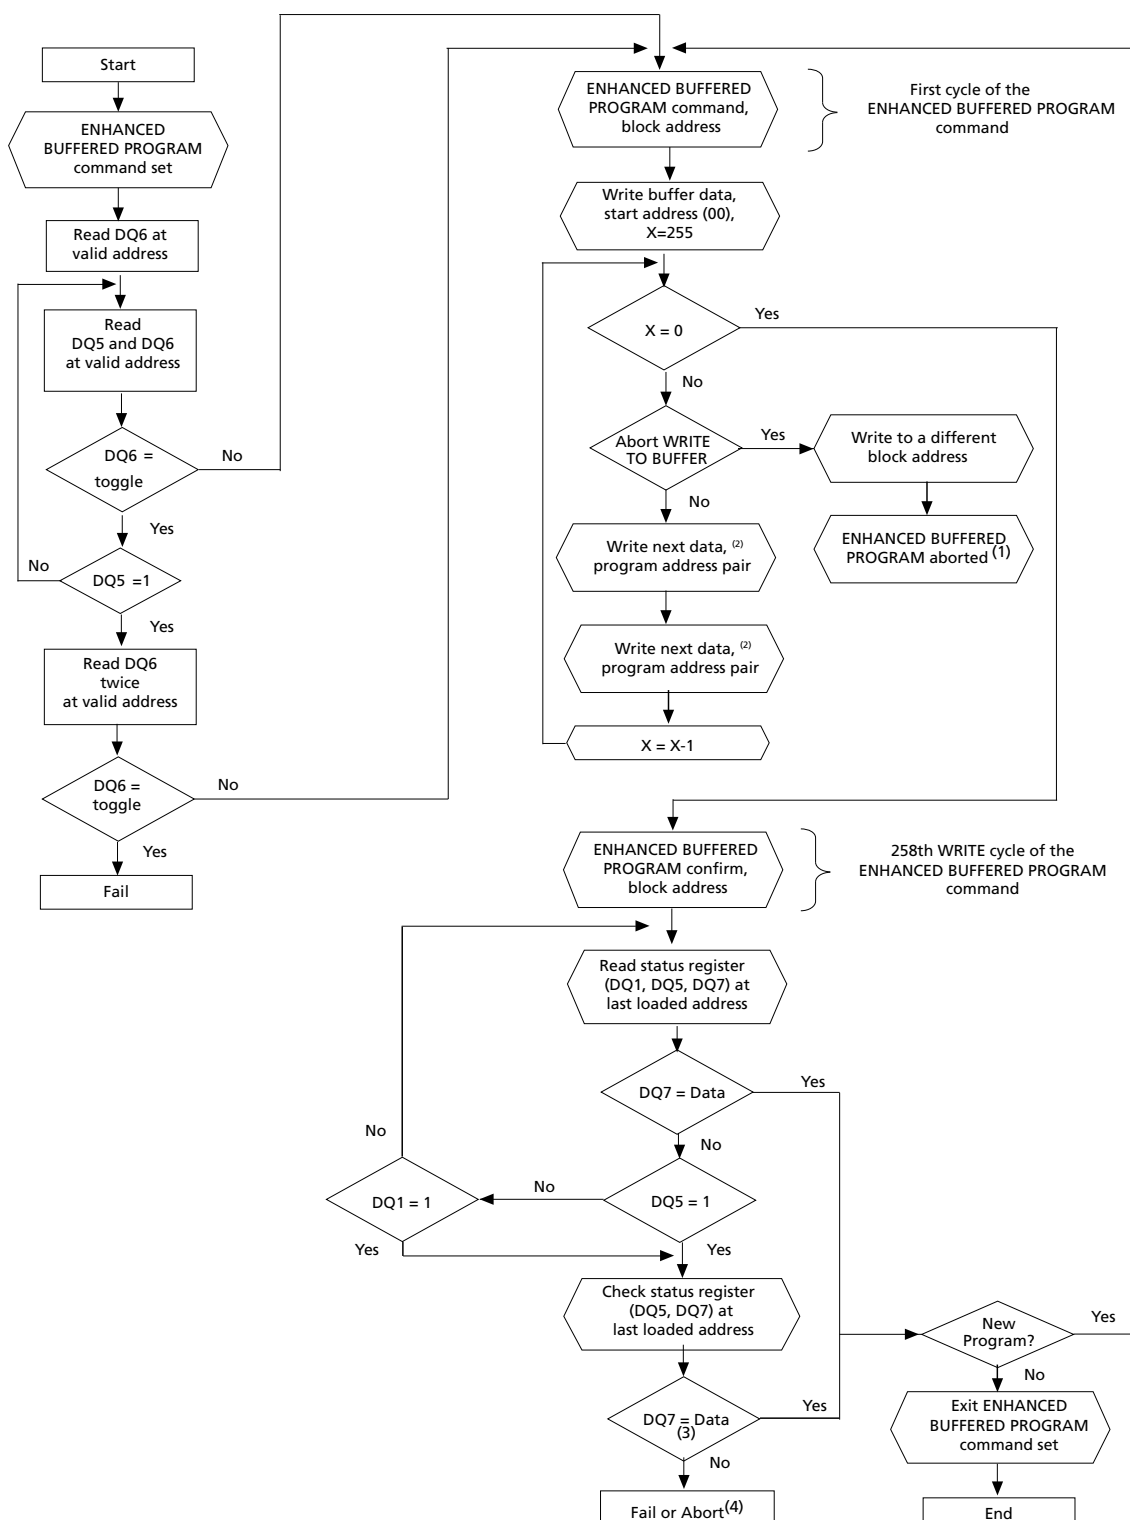 Start
ENHANCED
BUFFERED PROGRAM
command set
Read DQ6 at
valid address
Read
DQ5 and DQ6
at valid address
DQ6 =
toggle
No
Yes
DQ5 =1
No
Yes
Read DQ6
twice
at valid address
DQ6 =
toggle
No
Yes
Fail
ENHANCED BUFFERED
PROGRAM command,
block address
First cycle of the
ENHANCED BUFFERED PROGRAM
command
Write buffer data,
start address (00),
X=255
X = 0
Yes
No
Abort WRITE
TO BUFFER
Yes
No
Write to a different
block address
ENHANCED BUFFERED
PROGRAM aborted (1)
Write next data, (2)
program address pair
Write next data, (2)
program address pair
X = X-1
ENHANCED BUFFERED
PROGRAM confirm,
block address
258th WRITE cycle of the
ENHANCED BUFFERED PROGRAM
command
Read status register
(DQ1, DQ5, DQ7) at
last loaded address
DQ7 = Data
Yes
No
DQ5 = 1
No
Yes
DQ1 = 1
No
Yes
Check status register
(DQ5, DQ7) at
last loaded address
DQ7 = Data
(3)
Yes
No
Fail or Abort(4)
New
Program?
Yes
No
Exit ENHANCED
BUFFERED PROGRAM
command set
End